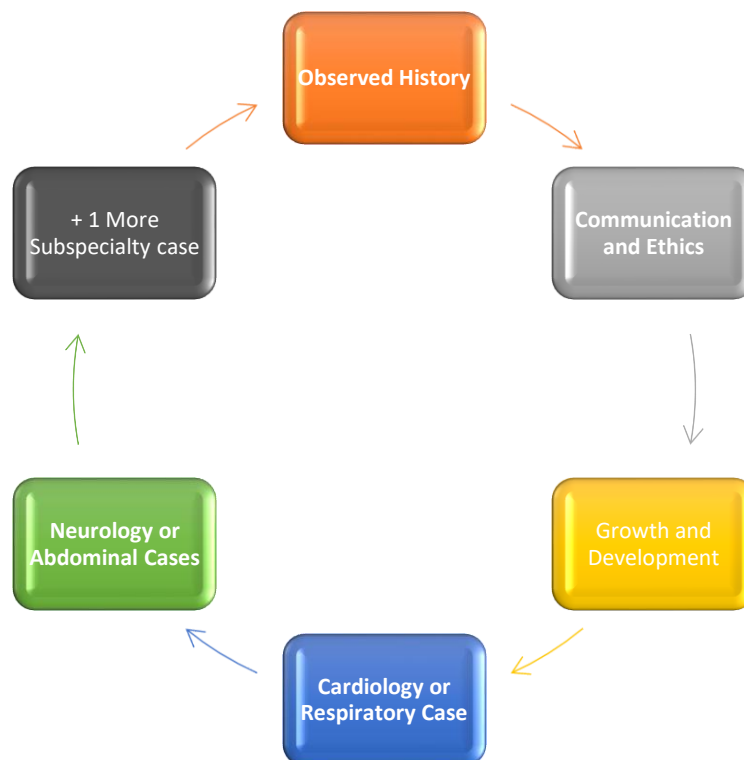 Observed History
Communication
and Ethics
Growth and
Development
Cardiology or
Respiratory Case
Neurology or
Abdominal Cases
+ 1 More
Subspecialty case